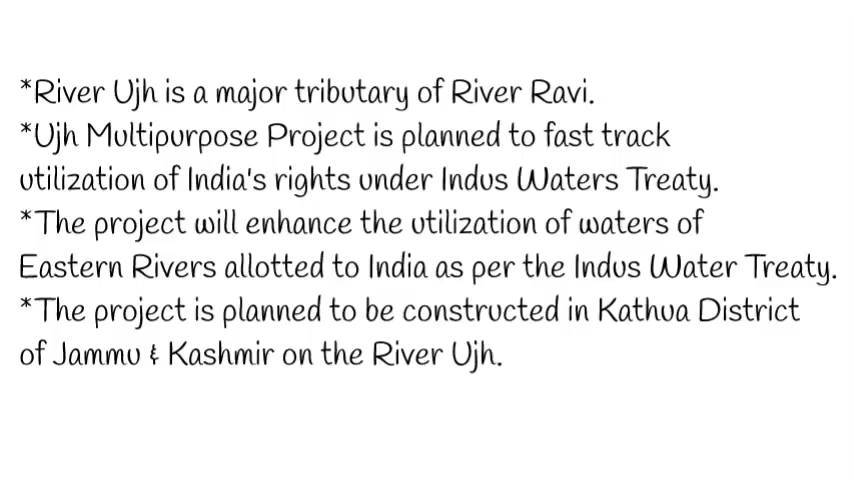 *River Ujh is a major tributary of River Ravi.
*Ujh Multipurpose Project is planned to fast track
utilization of India's rights under Indus Waters Treaty.
*The project will enhance the utilization of waters of
Eastern Rivers allotted to India as per the Indus Water Treaty.
*The project is planned to be constructed in Kathua District
of Jammu & Kashmir on the River Ujh.